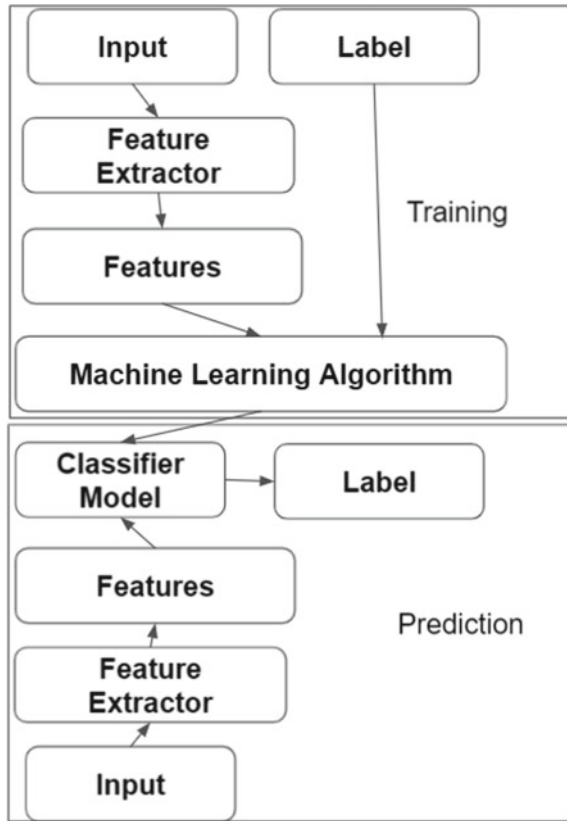 Input
Label
Feature
Extractor
Training
Features
Machine Learning Algorithm
Classifier
Model
Label
Features
Prediction
Feature
Extractor
Input